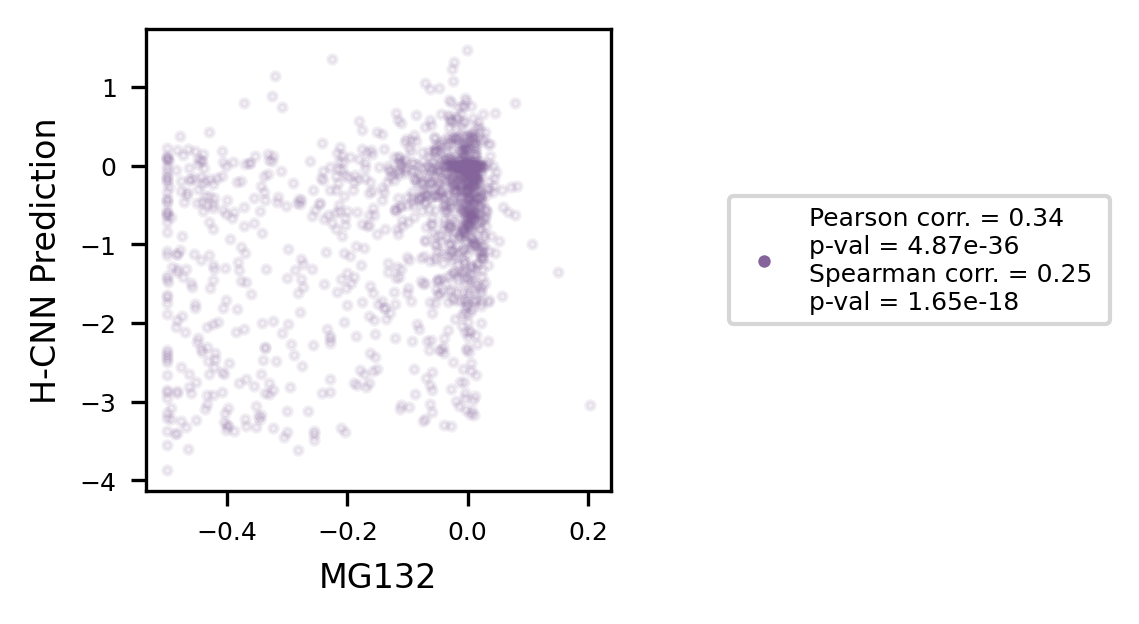 H-CNN Prediction
1
0
−1
−2
−3
−4
−0.4
−0.2
0.0
0.2
MG132
Pearson corr. = 0.34
p-val = 4.87e-36
Spearman corr. = 0.25
p-val = 1.65e-18